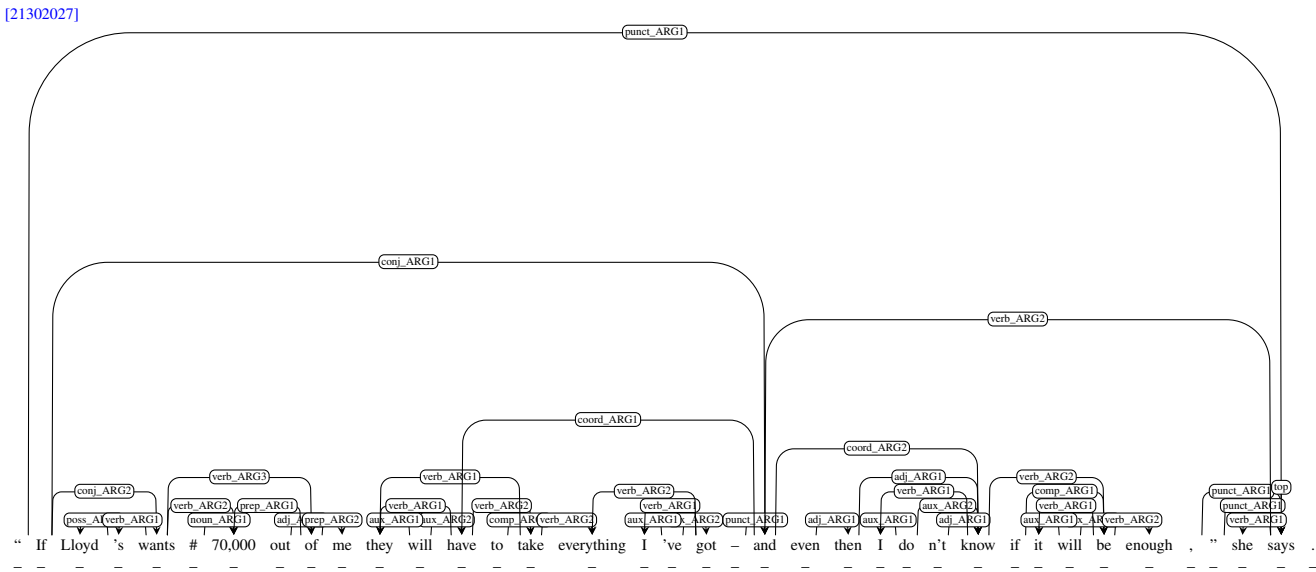 [21302027]
punct_ARG1
conj_ARG1
verb_ARG2
coord_ARG1
coord_ARG2
verb_ARG3 verb_ARG1 adj_ARG1 verb_ARG2
conj_ARG2 verb_ARG2 verb_ARG1 comp_ARG1 punct_ARG1 top
verb_ARG2 prep_ARG1 verb_ARG1 verb_ARG2 verb_ARG1 aux_ARG2 verb_ARG1 punct_ARG1
verb_ARG1 noun_ARG1 prep_ARG2 aux_ARG1 verb_ARG2 aux_ARG1 punct_ARG1 adj_ARG1 aux_ARG1 adj_ARG1 aux_ARG1 verb_ARG2 verb_ARG1
“ If Lloyd 's wants # 70,000 out of me they will have to take everything I 've got – and even then I do n't know if it will be enough , ” she says .
_ _ _ _ _ _ _ _ _ _ _ _ _ _ _ _ _ _ _ _ _ _ _ _ _ _ _ _ _ _ _ _ _ _ _ _ _